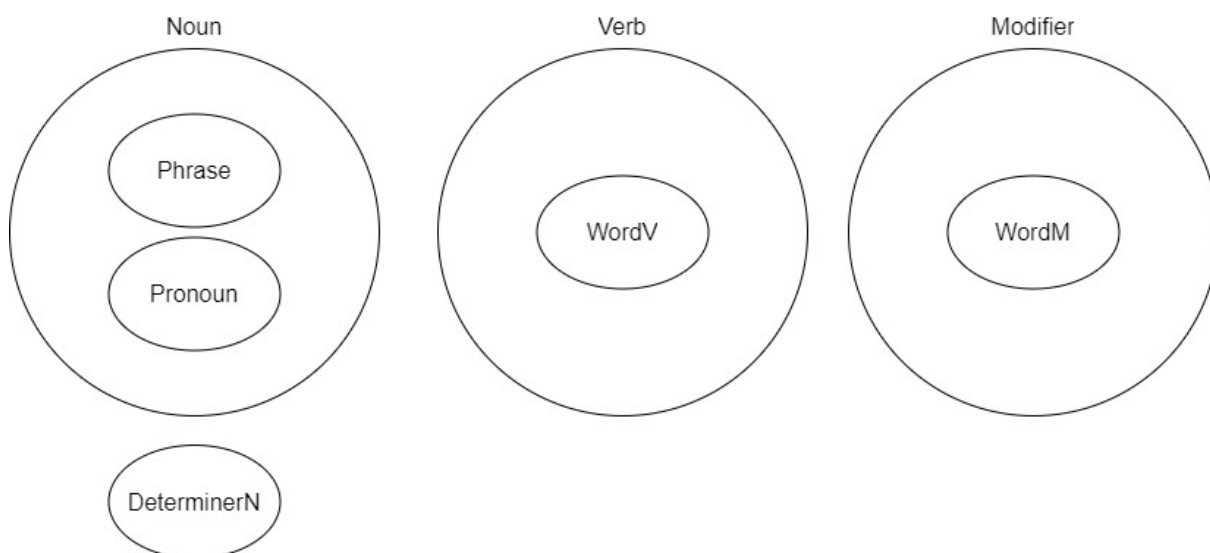 Noun
Verb
Modifier
Phrase
Pronoun
WordV
WordM
DeterminerN